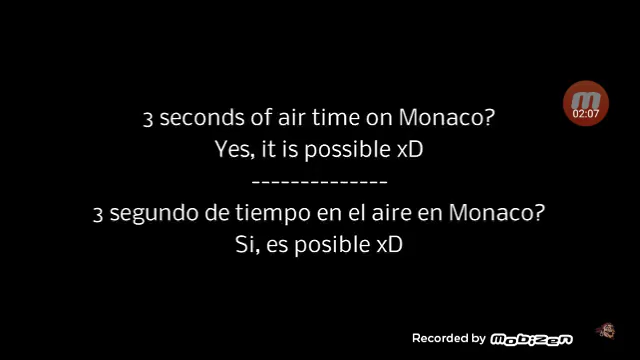 3 seconds of air time on Monaco?
Yes, it is possible xD
--------------
3 segundo de tiempo en el aire en Monaco?
Si, es posible xD
02:07
Recorded by mobizen